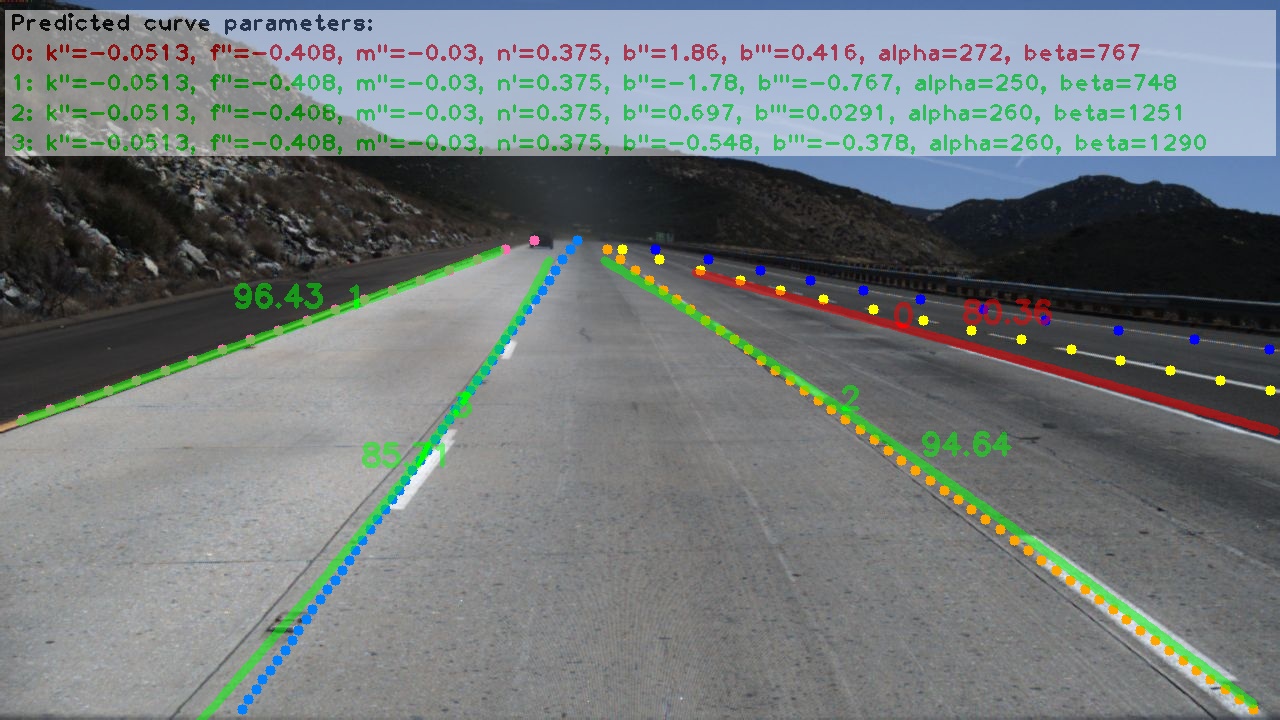 Predicted curve parameters:
0: k''=-0.0513, f''=-0.408, m''=-0.03, n'=0.375, b''=1.86, b'''=0.416, alpha=272, beta=767
1: k''=-0.0513, f''=-0.408, m''=-0.03, n'=0.375, b''=-1.78, b'''=-0.767, alpha=250, beta=748
2: k''=-0.0513, f''=-0.408, m''=-0.03, n'=0.375, b''=0.697, b'''=0.0291, alpha=260, beta=1251
3: k''=-0.0513, f''=-0.408, m''=-0.03, n'=0.375, b''=-0.548, b'''=-0.378, alpha=260, beta=1290
96.43 1
0 80.36
2
3
94.64
85.71